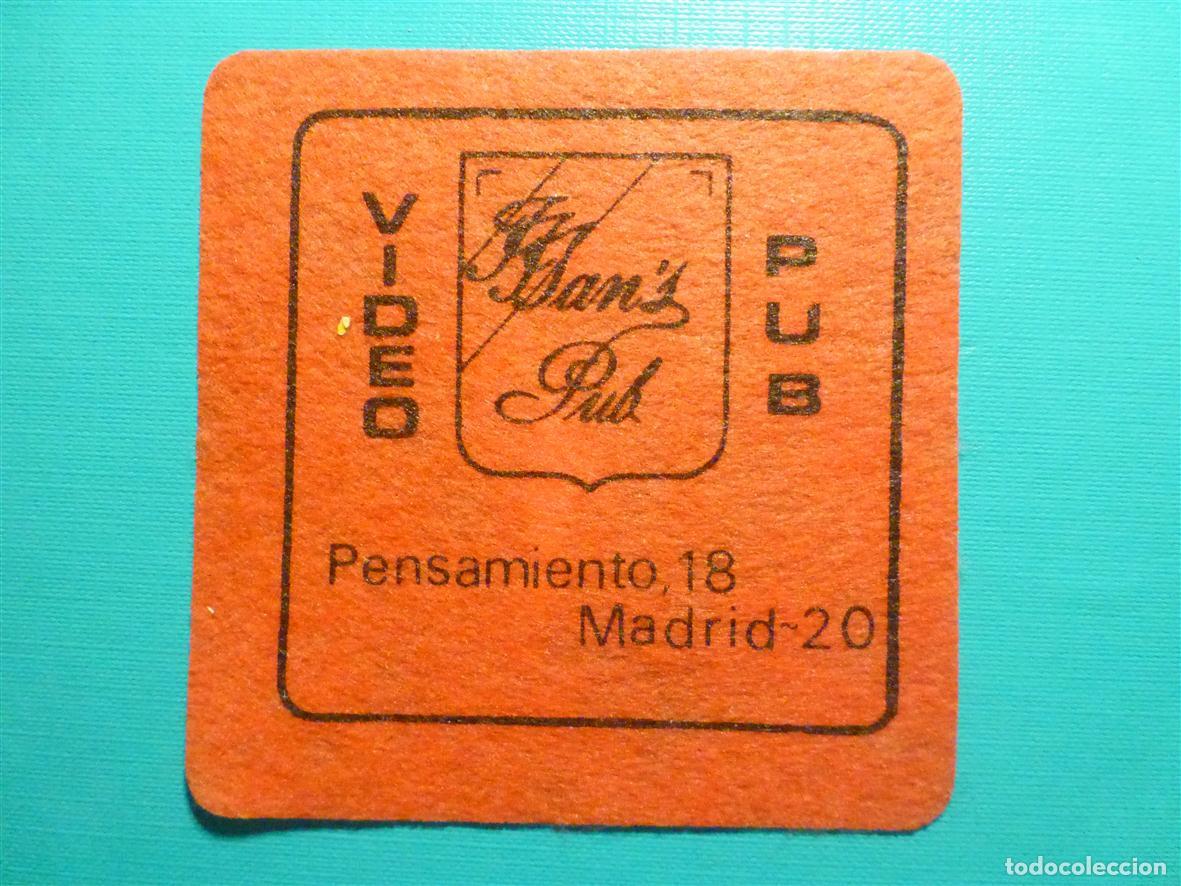 VIDEO
Pub
PUB
Pensamiento, 18
Madrid~20
todocoleccion